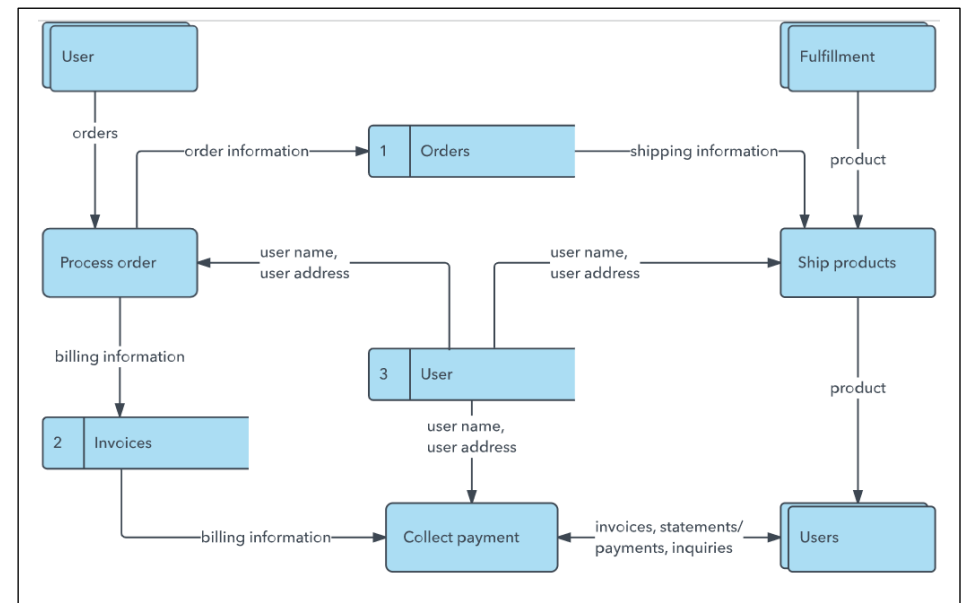 User
Fulfillment
orders
order information
1 Orders
shipping information
product
Process order
user name,
user address
user name,
user address
Ship products
billing information
3 User
product
2 Invoices
user name,
user address
billing information
Collect payment
invoices, statements/
payments, inquiries
Users